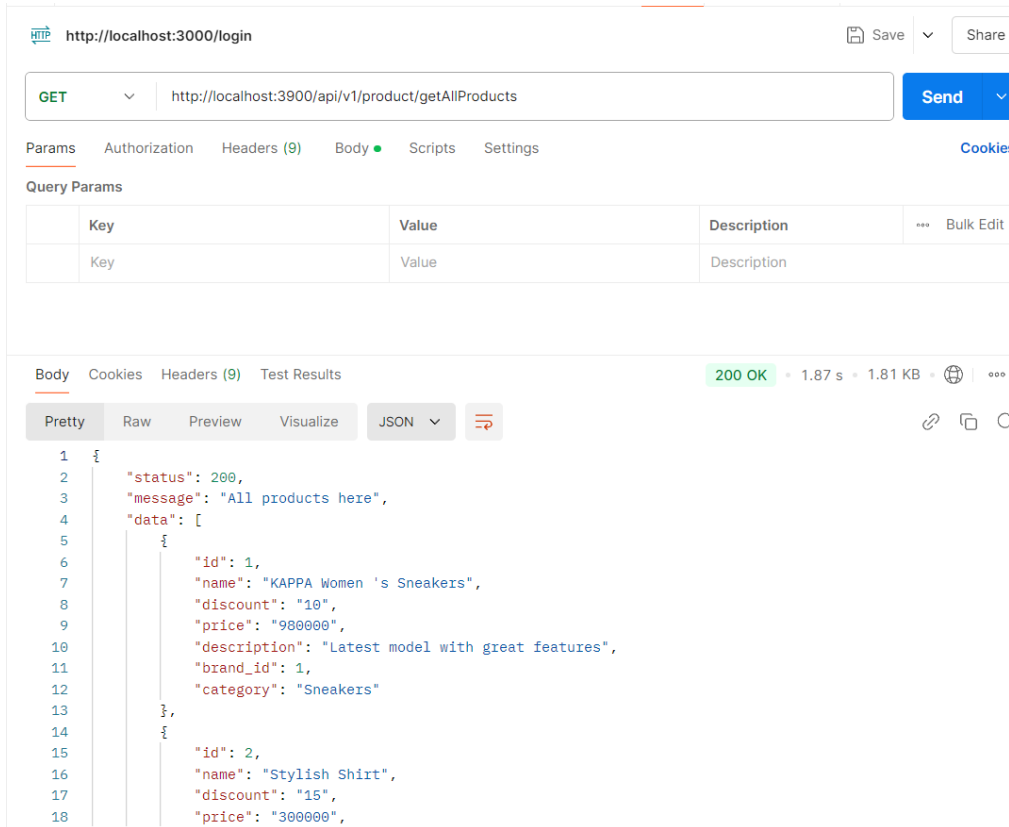 HTTP http://localhost:3000/login Save Share
GET http://localhost:3900/api/v1/product/getAllProducts Send
Params Authorization Headers (9) Body Scripts Settings Cookies
Query Params
Key Value Description Bulk Edit
Key Value Description
Body Cookies Headers (9) Test Results 200 OK 1.87 s 1.81 KB
Pretty Raw Preview Visualize JSON
1 {
2 "status": 200,
3 "message": "All products here",
4 "data": [
5 {
6 "id": 1,
7 "name": "KAPPA Women 's Sneakers",
8 "discount": "10",
9 "price": "980000",
10 "description": "Latest model with great features",
11 "brand_id": 1,
12 "category": "Sneakers"
13 },
14 {
15 "id": 2,
16 "name": "Stylish Shirt",
17 "discount": "15",
18 "price": "300000",